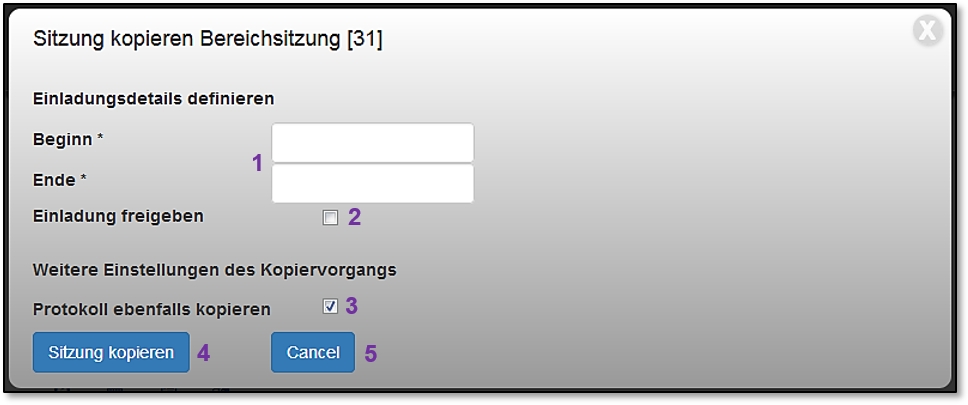 Sitzung kopieren Bereichsitzung [31]
X
Einladungsdetails definieren
Beginn *
1
Ende *
Einladung freigeben 2
Weitere Einstellungen des Kopiervorgangs
Protokoll ebenfalls kopieren 3
Sitzung kopieren 4 Cancel 5